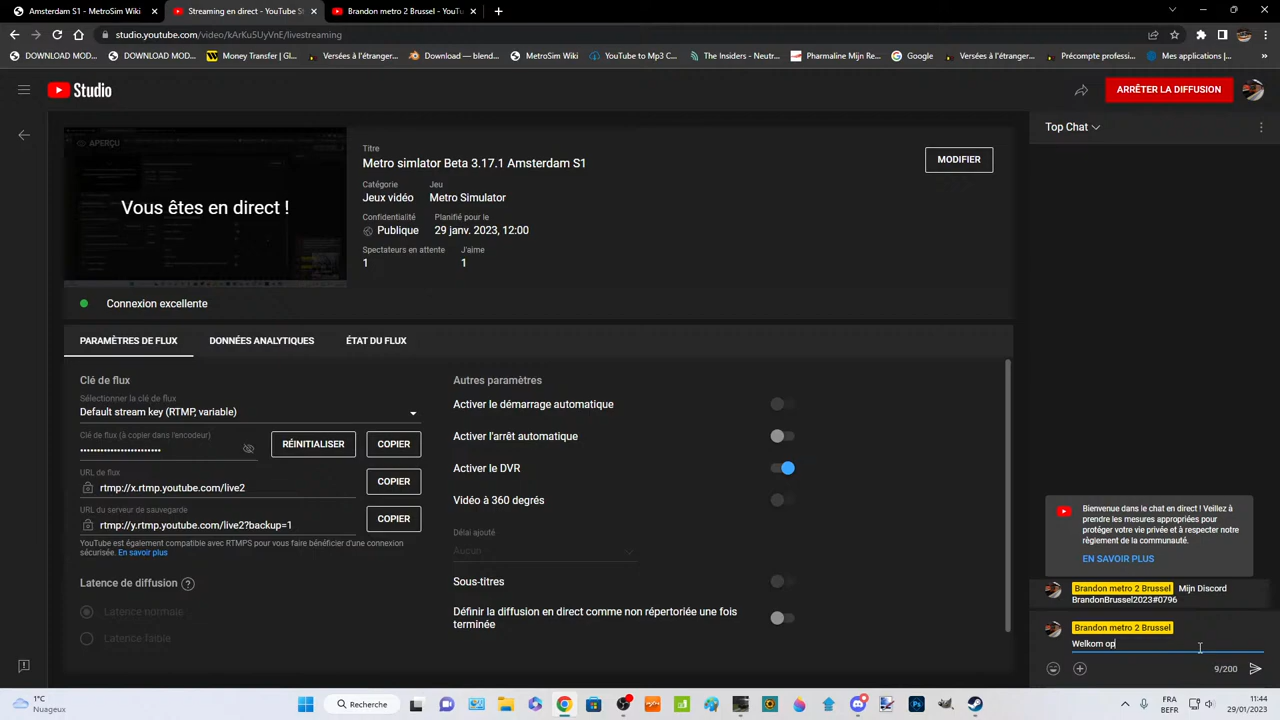 Amsterdam S1 - MetroSim Wiki
Streaming en direct - YouTube St
Brandon metro 2 Brussel - YouTu
studio.youtube.com/video/kArKu5UyVnE/livestreaming
DOWNLOAD MOD...
DOWNLOAD MOD...
Money Transfer | Glo...
Versées à l'étranger...
Download — blend...
MetroSim Wiki
YouTube to Mp3 C...
The Insiders - Neutr...
Pharmaline Mijn Re...
Google
Versées à l'étranger...
Précompte professi...
Mes applications |...
Studio
ARRÊTER LA DIFFUSION
APERÇU
Vous êtes en direct !
Titre
Metro simlator Beta 3.17.1 Amsterdam S1
MODIFIER
Catégorie
Jeu
Jeux vidéo
Metro Simulator
Confidentialité
Planifié pour le
Publique
29 janv. 2023, 12:00
Spectateurs en attente
J'aime
1
1
Connexion excellente
PARAMÈTRES DE FLUX
DONNÉES ANALYTIQUES
ÉTAT DU FLUX
Clé de flux
Sélectionner la clé de flux
Default stream key (RTMP, variable)
Clé de flux (à copier dans l'encodeur)
RÉINITIALISER
COPIER
URL de flux
rtmp://x.rtmp.youtube.com/live2
COPIER
URL du serveur de sauvegarde
rtmp://y.rtmp.youtube.com/live2?backup=1
COPIER
YouTube est également compatible avec RTMPS pour vous faire bénéficier d'une connexion
sécurisée. En savoir plus
Latence de diffusion
Latence normale
Latence faible
Autres paramètres
Activer le démarrage automatique
Activer l'arrêt automatique
Activer le DVR
Vidéo à 360 degrés
Délai ajouté
Aucun
Sous-titres
Définir la diffusion en direct comme non répertoriée une fois
terminée
Top Chat
Bienvenue dans le chat en direct ! Veillez à
prendre les mesures appropriées pour
protéger votre vie privée et à respecter notre
règlement de la communauté.
EN SAVOIR PLUS
Brandon metro 2 Brussel Mijn Discord
BrandonBrussel2023#0796
Brandon metro 2 Brussel
Welkom op
9/200
1°C
Nuageux
Recherche
FRA
BEFR
11:44
29/01/2023